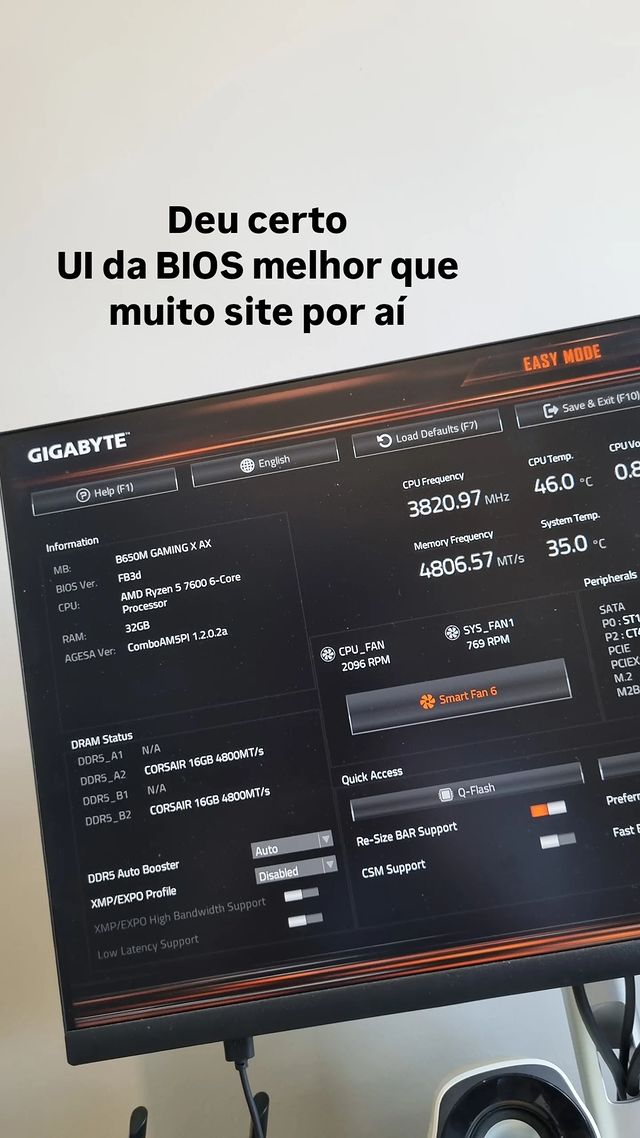 Deu certo
UI da BIOS melhor que
muito site por aí
EASY MODE
GIGABYTE™
Help (F1)
English
Load Defaults (F7)
Save & Exit (F10)
Information
MB: B650M GAMING X AX
BIOS Ver. FB3d
CPU: AMD Ryzen 5 7600 6-Core
Processor
RAM: 32GB
AGESA Ver: ComboAM5PI 1.2.0.2a
CPU Frequency
3820.97 MHz
CPU Temp.
46.0 °C
Memory Frequency
4806.57 MT/s
System Temp.
35.0 °C
CPU_FAN
2096 RPM
SYS_FAN1
769 RPM
Smart Fan 6
Peripherals
SATA
P0 :
P2 :
PCIE
M.2
DRAM Status
DDR5_A1 N/A
DDR5_A2 CORSAIR 16GB 4800MT/s
DDR5_B1 N/A
DDR5_B2 CORSAIR 16GB 4800MT/s
DDR5 Auto Booster Auto
XMP/EXPO Profile Disabled
XMP/EXPO High Bandwidth Support
Low Latency Support
Quick Access
Q-Flash
Re-Size BAR Support
CSM Support
Fast